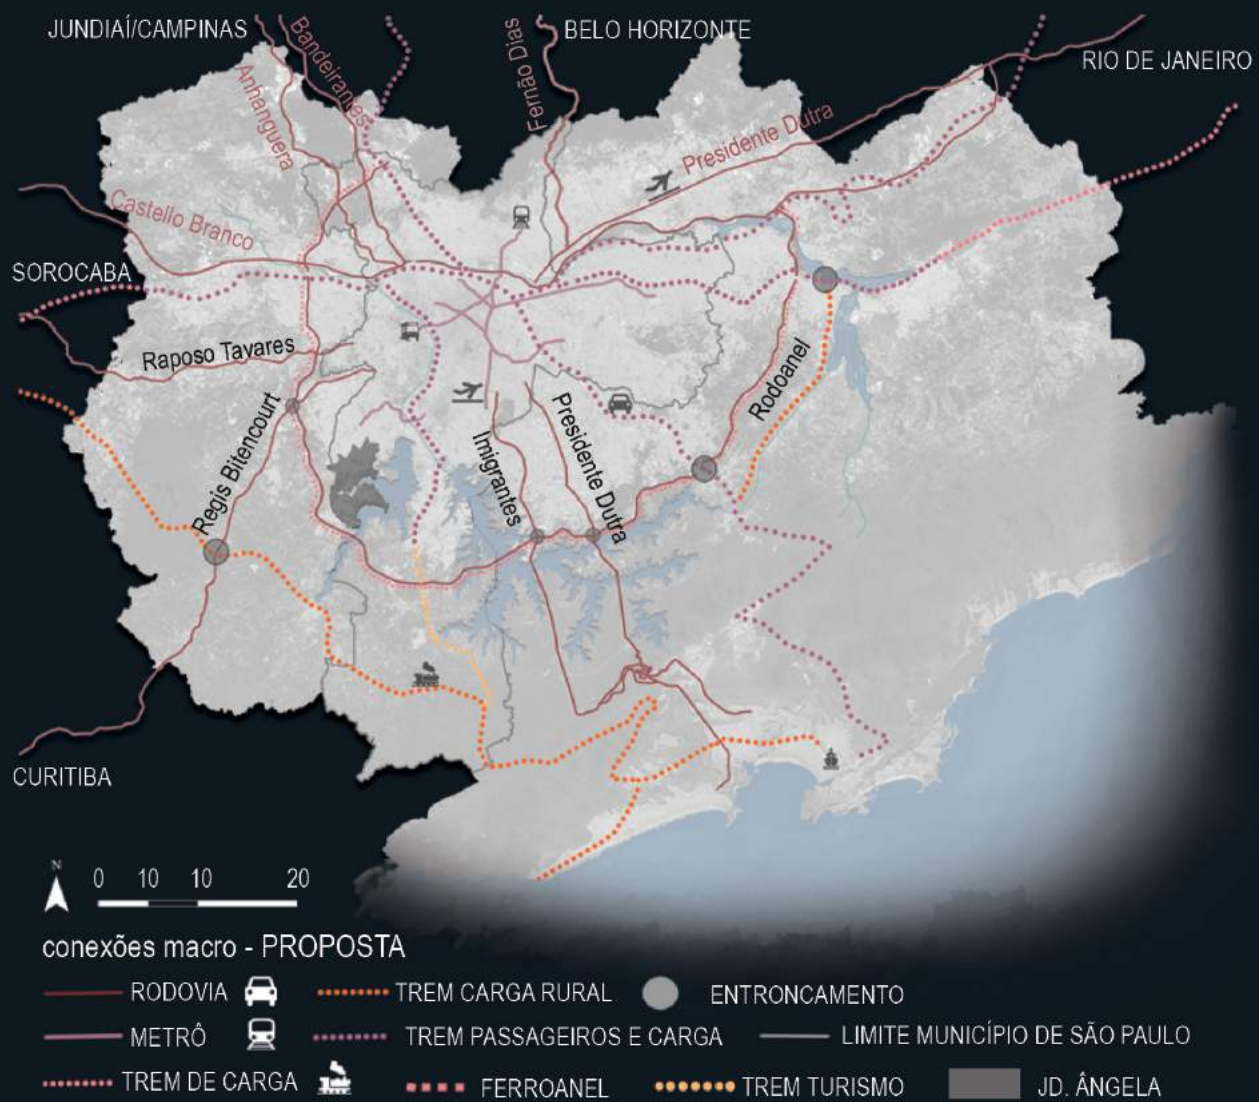 JUNDIAÍ/CAMPINAS
Bandeirantes
Anhanguera
Fernão Dias
BELO HORIZONTE
RIO DE JANEIRO
Presidente Dutra
Castello Branco
SOROCABA
Raposo Tavares
Rodoanel
Regis Bitencourt
Imigrantes
Presidente Dutra
CURITIBA
N
0 10 10 20
conexões macro - PROPOSTA
RODOVIA TREM CARGA RURAL ENTRONCAMENTO
METRÔ TREM PASSAGEIROS E CARGA LIMITE MUNICÍPIO DE SÃO PAULO
TREM DE CARGA FERROANEL TREM TURISMO JD. ÂNGELA